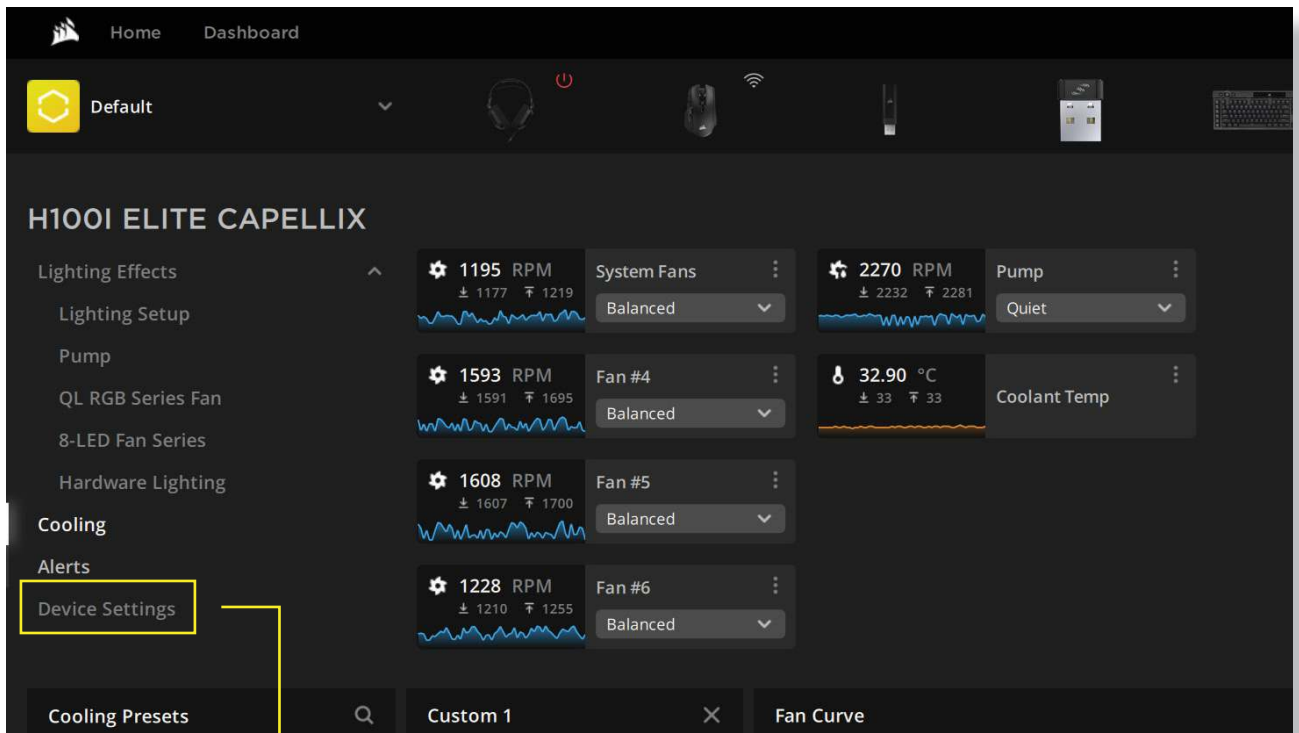 Home Dashboard
Default
H100I ELITE CAPELLIX
Lighting Effects
Lighting Setup
Pump
QL RGB Series Fan
8-LED Fan Series
Hardware Lighting
Cooling
Alerts
Device Settings
1195 RPM System Fans
1177 1219
Balanced
2270 RPM Pump
2232 2281
Quiet
1593 RPM Fan #4
1591 1695
Balanced
32.90 °C
33 33
Coolant Temp
1608 RPM Fan #5
1607 1700
Balanced
1228 RPM Fan #6
1210 1255
Balanced
Cooling Presets
Custom 1
Fan Curve